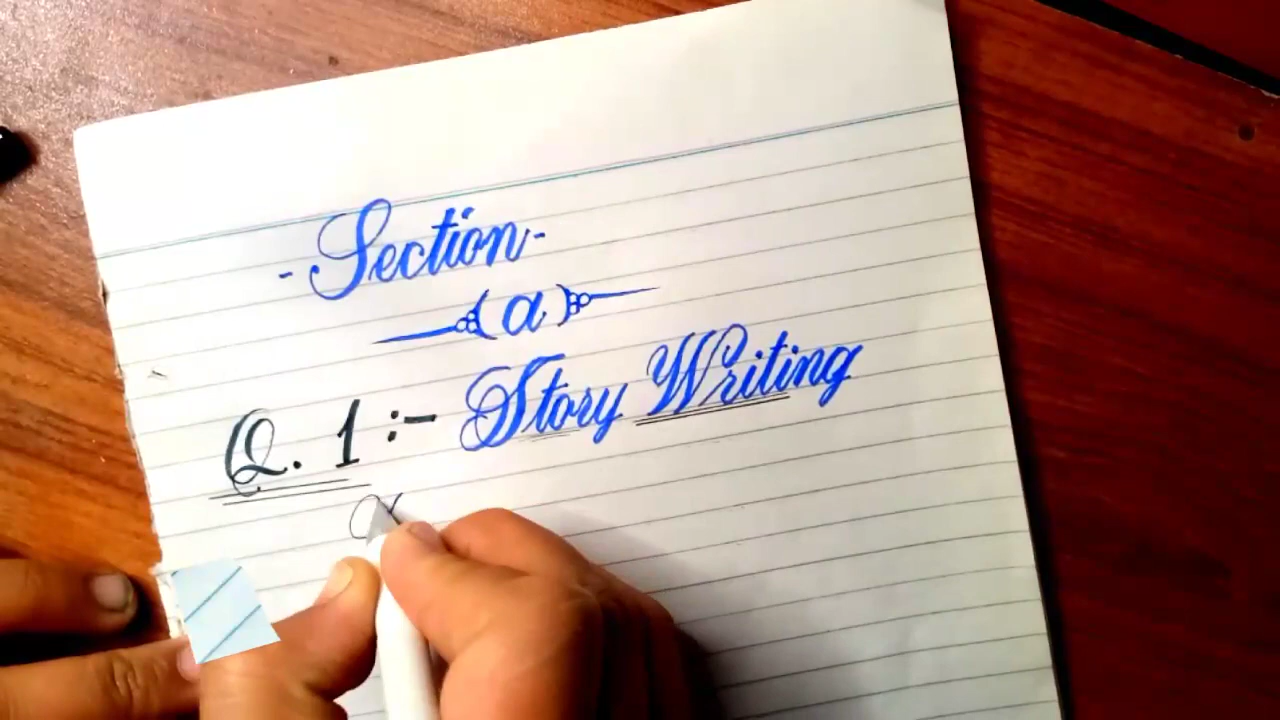 - Section -
(a)
Q. 1 :- Story Writing